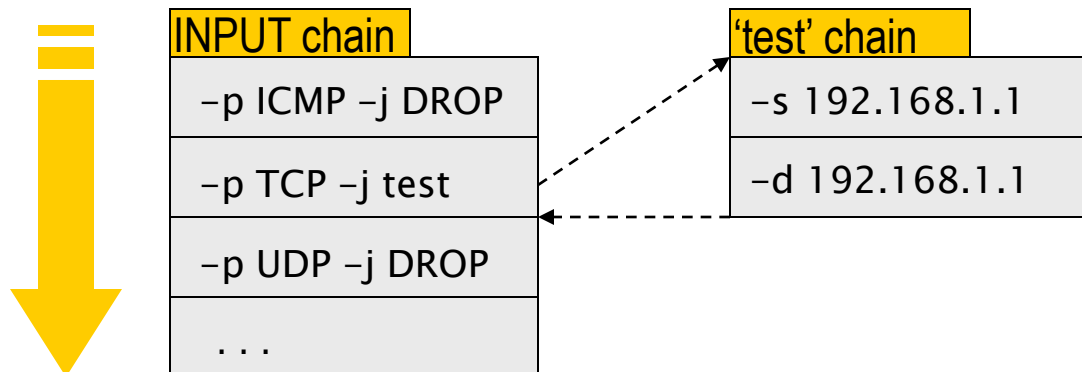 INPUT chain
–p ICMP –j DROP
–p TCP –j test
–p UDP –j DROP
. . .
‘test’ chain
–s 192.168.1.1
–d 192.168.1.1